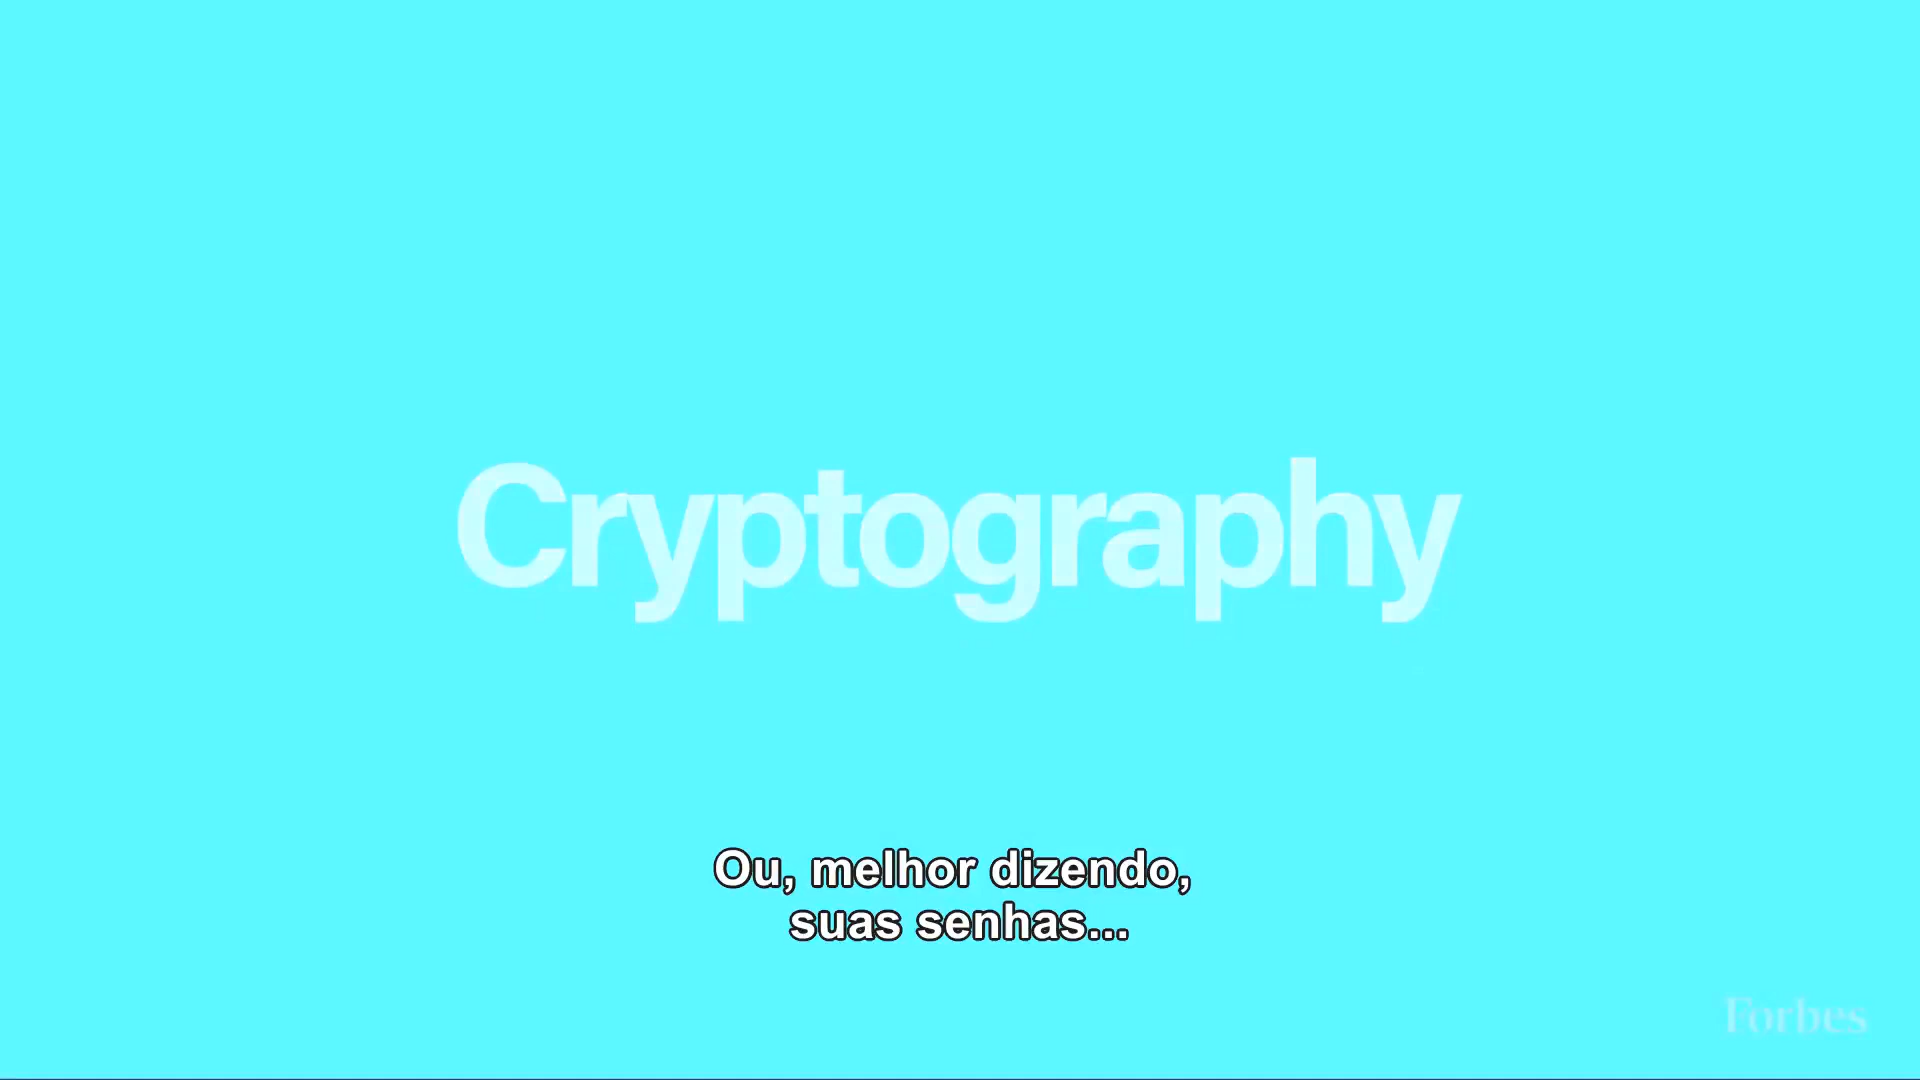 Cryptography
Ou, melhor dizendo,
suas senhas...
Forbes